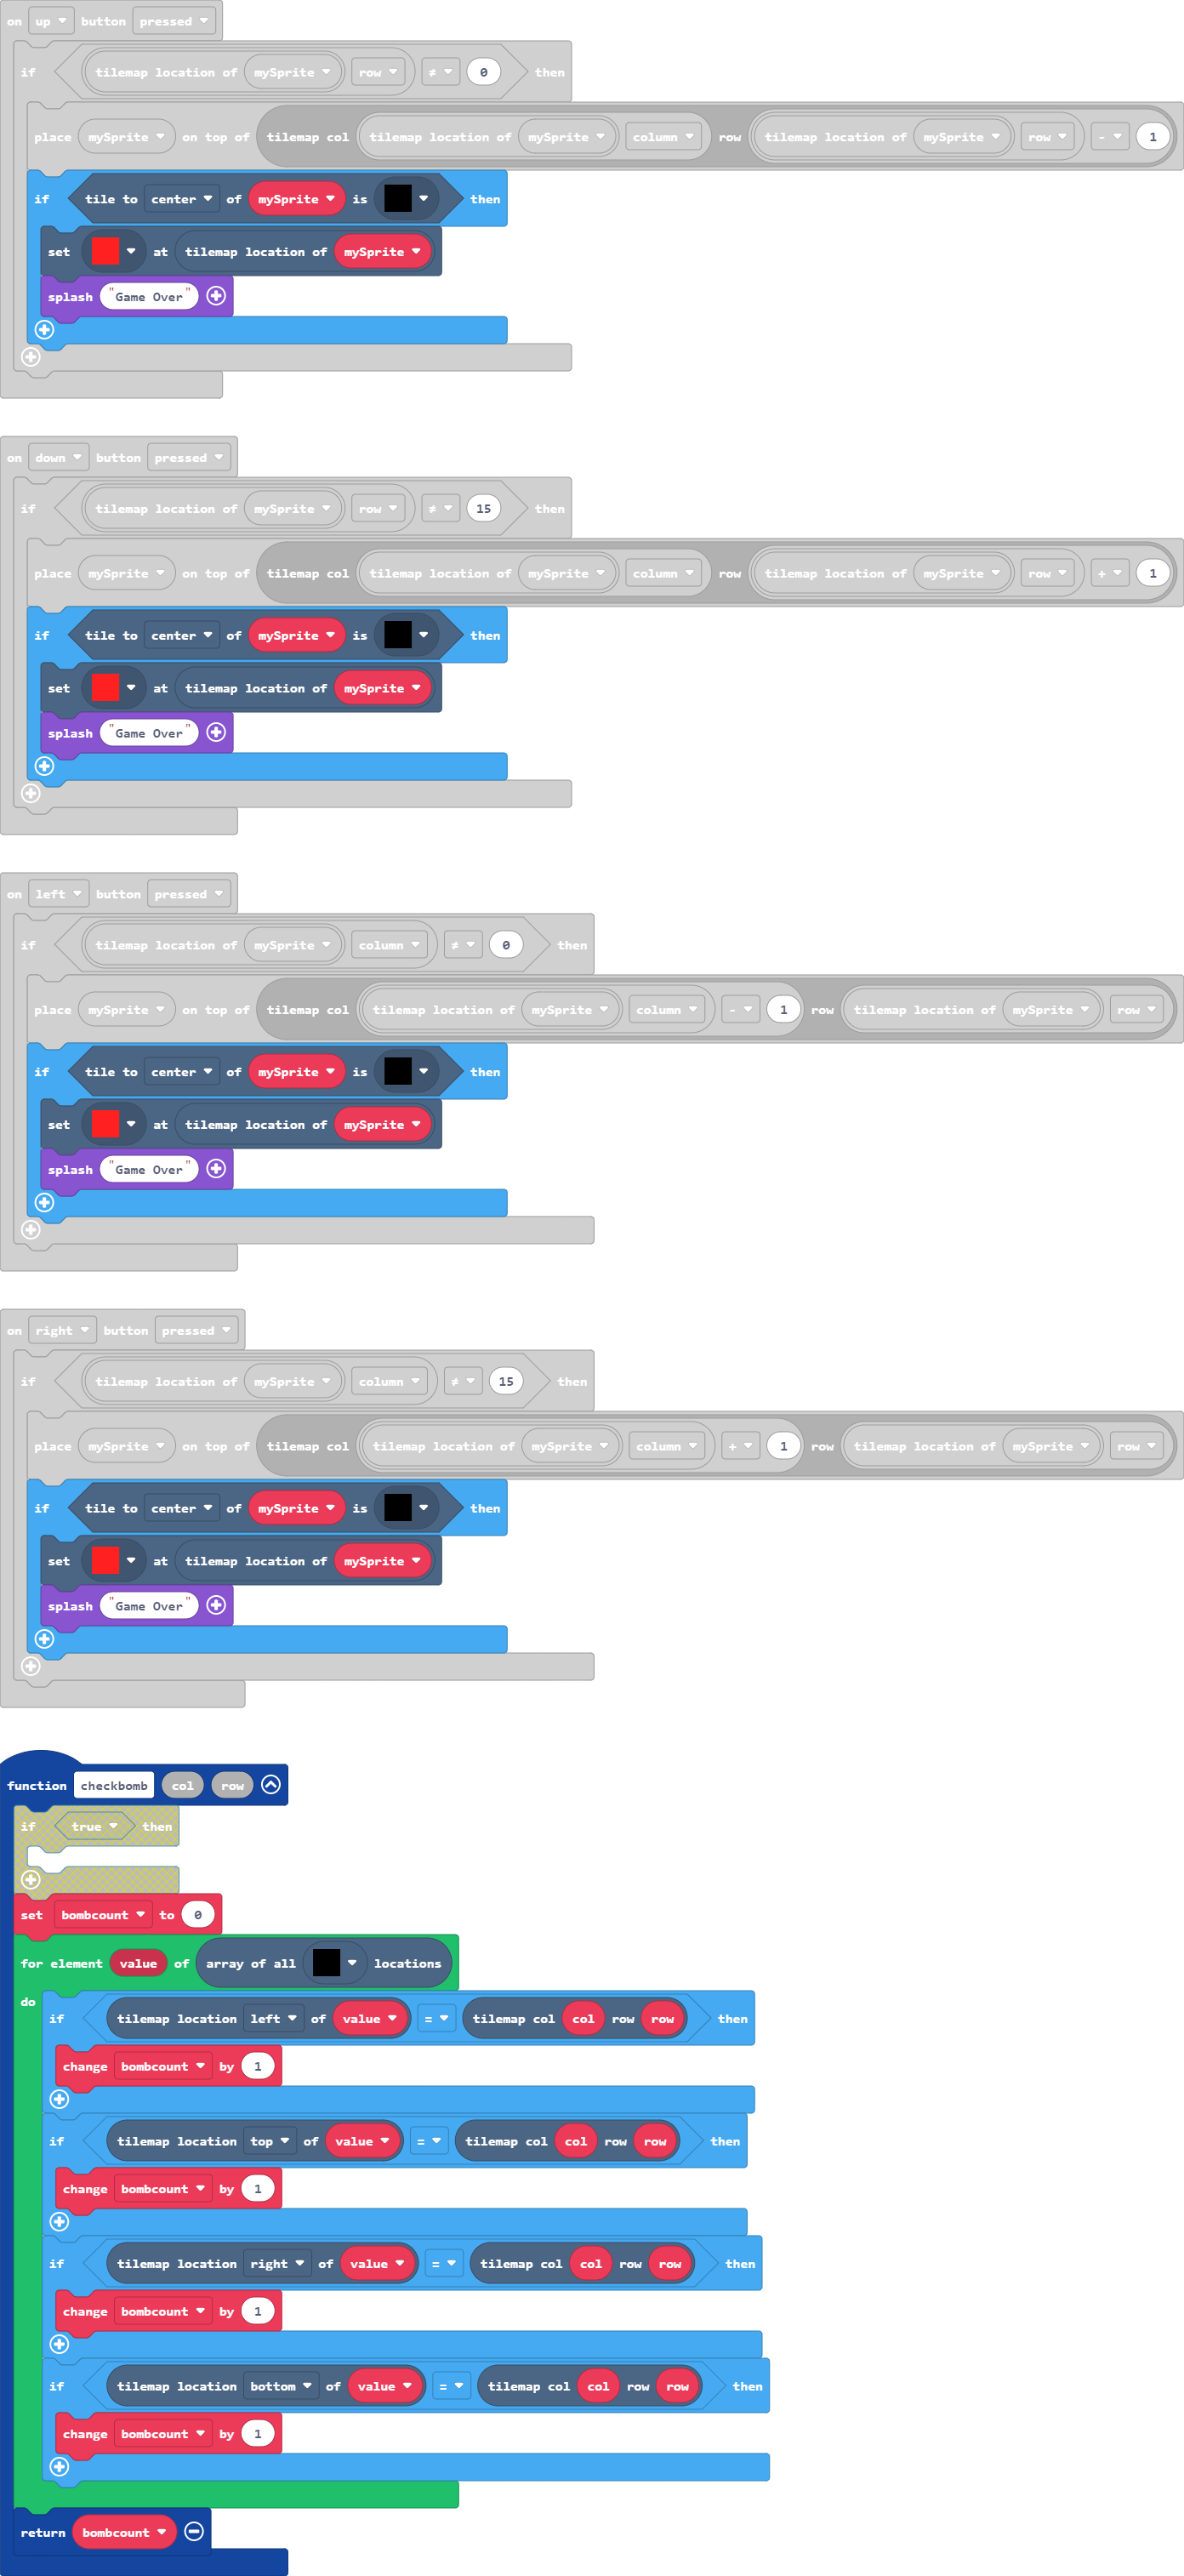 on up button pressed
if tilemap location of mySprite row ≠ 0 then
place mySprite on top of tilemap col tilemap location of mySprite column row tilemap location of mySprite row - 1
if tile to center of mySprite is then
set at tilemap location of mySprite
splash "Game Over"
on down button pressed
if tilemap location of mySprite row ≠ 15 then
place mySprite on top of tilemap col tilemap location of mySprite column row tilemap location of mySprite row + 1
if tile to center of mySprite is then
set at tilemap location of mySprite
splash "Game Over"
on left button pressed
if tilemap location of mySprite column ≠ 0 then
place mySprite on top of tilemap col tilemap location of mySprite column - 1 row tilemap location of mySprite row
if tile to center of mySprite is then
set at tilemap location of mySprite
splash "Game Over"
on right button pressed
if tilemap location of mySprite column ≠ 15 then
place mySprite on top of tilemap col tilemap location of mySprite column + 1 row tilemap location of mySprite row
if tile to center of mySprite is then
set at tilemap location of mySprite
splash "Game Over"
function checkbomb col row
if true then
set bombcount to 0
for element value of array of all locations
do
if tilemap location left of value = tilemap col col row row then
change bombcount by 1
if tilemap location top of value = tilemap col col row row then
change bombcount by 1
if tilemap location right of value = tilemap col col row row then
change bombcount by 1
if tilemap location bottom of value = tilemap col col row row then
change bombcount by 1
return bombcount